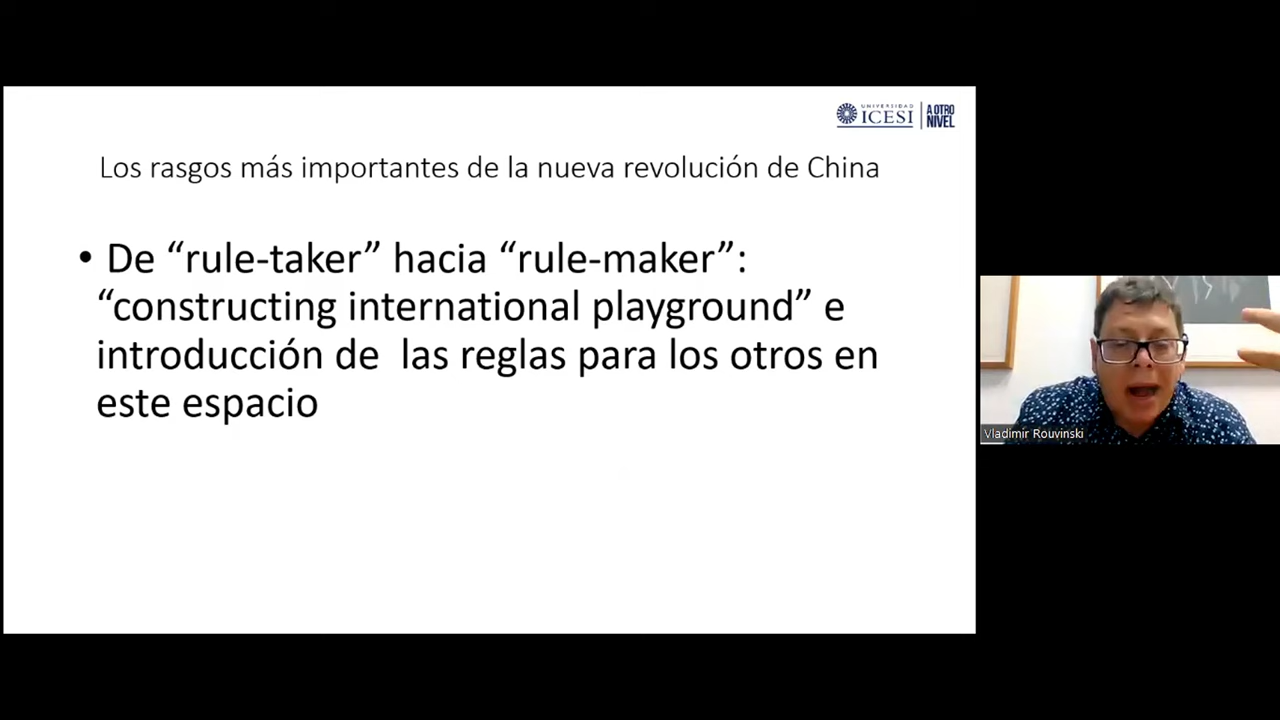 UNIVERSIDAD
ICESI
A OTRO
NIVEL
Los rasgos más importantes de la nueva revolución de China
• De “rule-taker” hacia “rule-maker”:
“constructing international playground” e
introducción de  las reglas para los otros en
este espacio
Vladimir Rouvinski